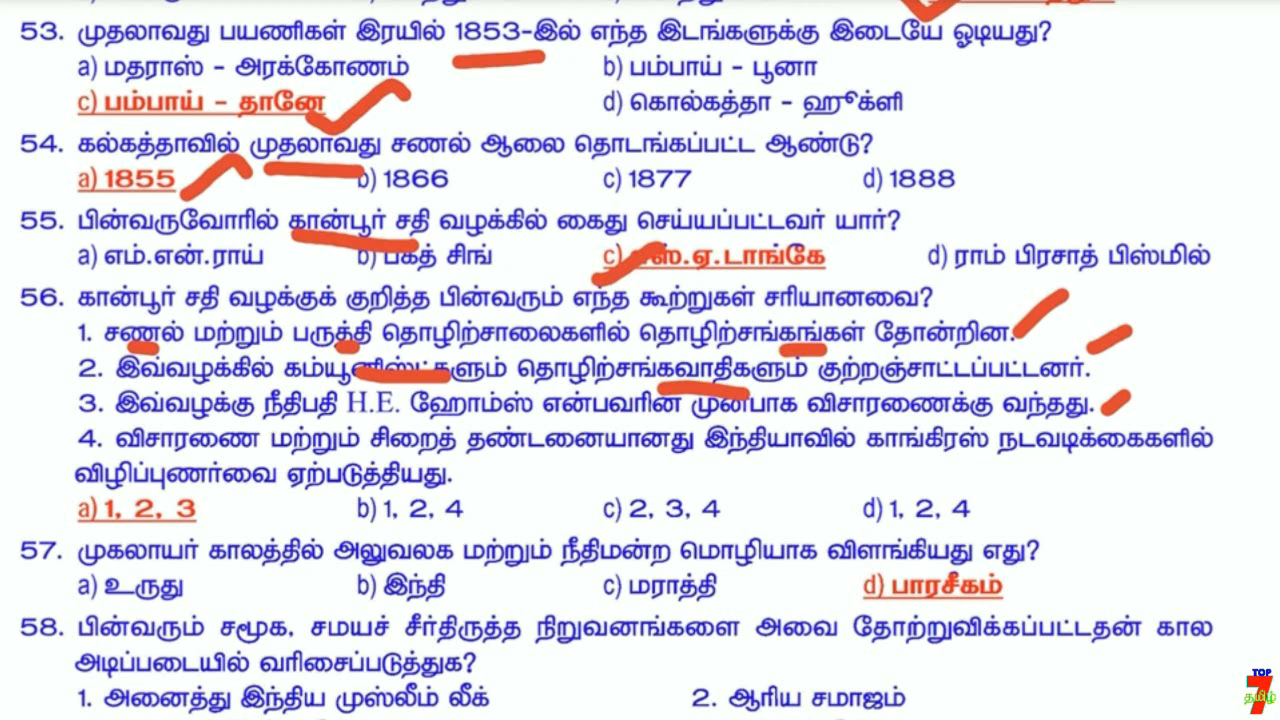 53. முதலாவது பயணிகள் இரயில் 1853-இல் எந்த இடங்களுக்கு இடையே ஓடியது?
a) மதராஸ் - அரக்கோணம் b) பம்பாய் - பூனா
c) பம்பாய் - தானே d) கொல்கத்தா - ஹூக்ளி
54. கல்கத்தாவில் முதலாவது சணல் ஆலை தொடங்கப்பட்ட ஆண்டு?
a) 1855 b) 1866 c) 1877 d) 1888
55. பின்வருவோரில் கான்பூர் சதி வழக்கில் கைது செய்யப்பட்டவர் யார்?
a) எம்.என்.ராய் b) பகத் சிங் c) எஸ்.ஏ.டாங்கே d) ராம் பிரசாத் பிஸ்மில்
56. கான்பூர் சதி வழக்குக் குறித்த பின்வரும் எந்த கூற்றுகள் சரியானவை?
1. சணல் மற்றும் பருத்தி தொழிற்சாலைகளில் தொழிற்சங்கங்கள் தோன்றின.
2. இவ்வழக்கில் கம்யூனிஸ்ட்களும் தொழிற்சங்கவாதிகளும் குற்றஞ்சாட்டப்பட்டனர்.
3. இவ்வழக்கு நீதிபதி H.E. ஹோம்ஸ் என்பவரின் முன்பாக விசாரணைக்கு வந்தது.
4. விசாரணை மற்றும் சிறைத் தண்டனையானது இந்தியாவில் காங்கிரஸ் நடவடிக்கைகளில்
விழிப்புணர்வை ஏற்படுத்தியது.
a) 1, 2, 3 b) 1, 2, 4 c) 2, 3, 4 d) 1, 2, 4
57. முகலாயர் காலத்தில் அலுவலக மற்றும் நீதிமன்ற மொழியாக விளங்கியது எது?
a) உருது b) இந்தி c) மராத்தி d) பாரசீகம்
58. பின்வரும் சமூக, சமயச் சீர்திருத்த நிறுவனங்களை அவை தோற்றுவிக்கப்பட்டதன் கால
அடிப்படையில் வரிசைப்படுத்துக?
1. அனைத்து இந்திய முஸ்லீம் லீக் 2. ஆரிய சமாஜம்
TOP
7
தமிழ்